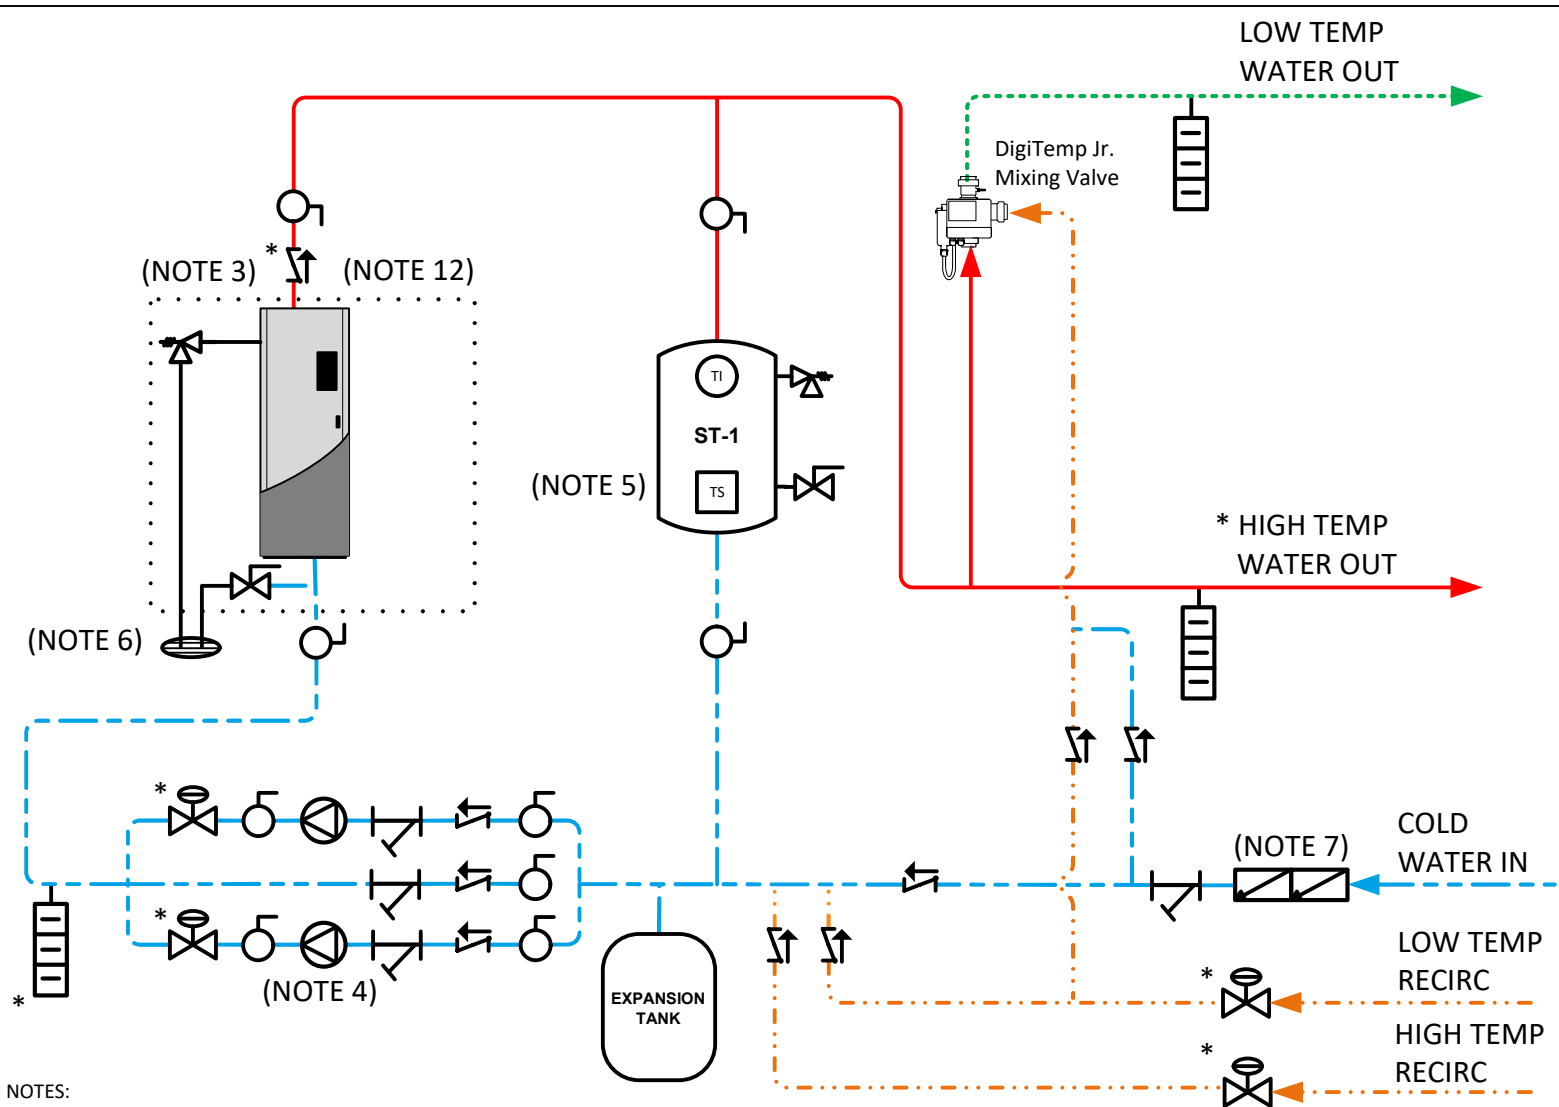 LOW TEMP
WATER OUT
DigiTemp Jr.
Mixing Valve
*
(NOTE 3)
(NOTE 12)
TI
ST-1
(NOTE 5)
TS
* HIGH TEMP
WATER OUT
(NOTE 6)
*
COLD
WATER IN
(NOTE 7)
*
LOW TEMP
RECIRC
*
(NOTE 4)
*
EXPANSION
TANK
HIGH TEMP
RECIRC
*
NOTES: